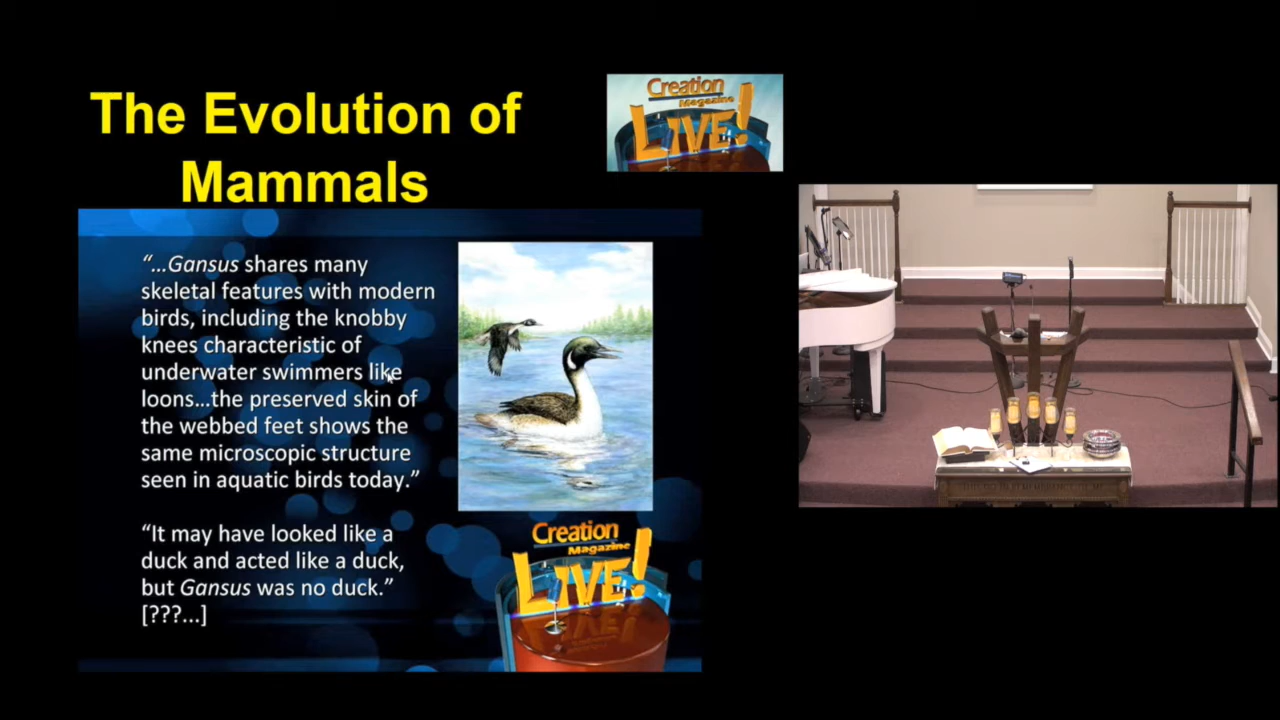 The Evolution of
Mammals
Creation
Magazine
LIVE!
“...Gansus shares many
skeletal features with modern
birds, including the knobby
knees characteristic of
underwater swimmers like
loons...the preserved skin of
the webbed feet shows the
same microscopic structure
seen in aquatic birds today.”
“It may have looked like a
duck and acted like a duck,
but Gansus was no duck.”
[???...]
Creation
Magazine
LIVE!